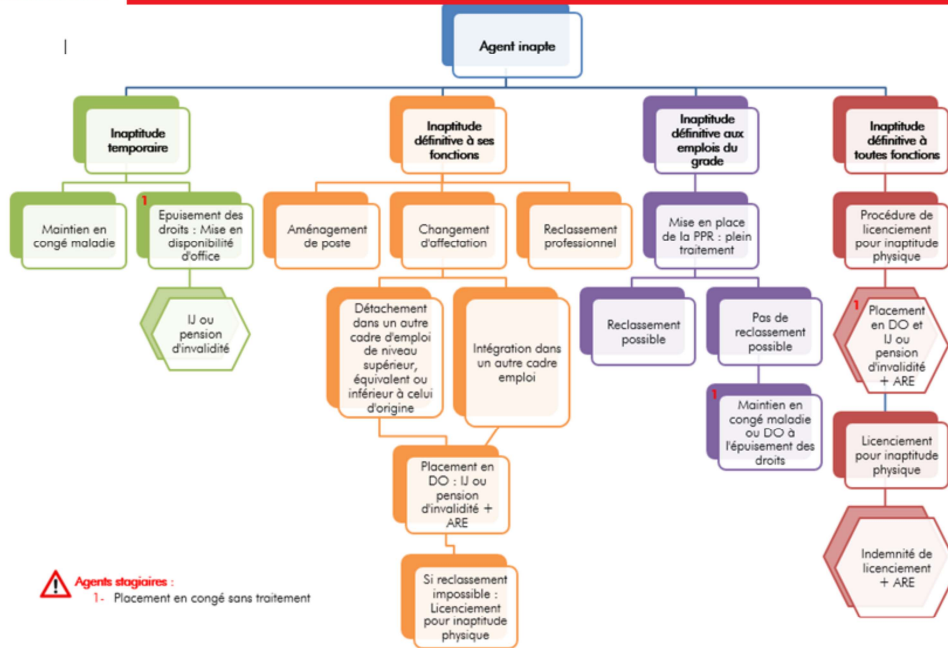 Agent inapte
Inaptitude
temporaire
Inaptitude
définitive à ses
fonctions
Inaptitude
définitive aux
emplois du
grade
Inaptitude
définitive à
toutes fonctions
Maintien en
congé maladie
1
Epuisement des
droits : Mise en
disponibilité
d'office
Aménagement
de poste
Changement
d'affectation
Reclassement
professionnel
Mise en place
de la PPR : plein
traitement
Procédure de
licenciement
pour inaptitude
physique
IJ ou
pension
d'invalidité
Détachement
dans un autre
cadre d'emploi
de niveau
supérieur,
équivalent ou
inférieur à celui
d'origine
Intégration dans
un autre cadre
emploi
Reclassement
possible
Pas de
reclassement
possible
1
Placement
en DO et
IJ ou
pension
d'invalidité
+ ARE
1
Maintien en
congé maladie
ou DO à
l'épuisement des
droits
Placement en
DO : IJ ou
pension
d'invalidité +
ARE
Licenciement
pour inaptitude
physique
Si reclassement
impossible :
Licenciement
pour inaptitude
physique
Indemnité de
licenciement
+ ARE
Agents stagiaires :
1- Placement en congé sans traitement